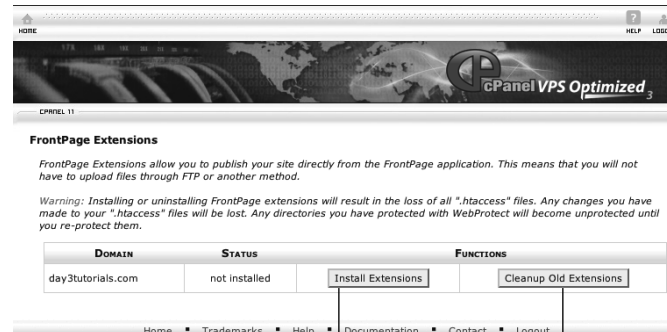 HOME
HELP LOGO
cPanel VPS Optimized 3
CPANEL 11
FrontPage Extensions
FrontPage Extensions allow you to publish your site directly from the FrontPage application. This means that you will not
have to upload files through FTP or another method.
Warning: Installing or uninstalling FrontPage extensions will result in the loss of all ".htaccess" files. Any changes you have
made to your ".htaccess" files will be lost. Any directories you have protected with WebProtect will become unprotected until
you re-protect them.
DOMAIN STATUS FUNCTIONS
day3tutorials.com not installed Install Extensions Cleanup Old Extensions
Home ▪ Trademarks ▪ Help ▪ Documentation ▪ Contact ▪ Logout